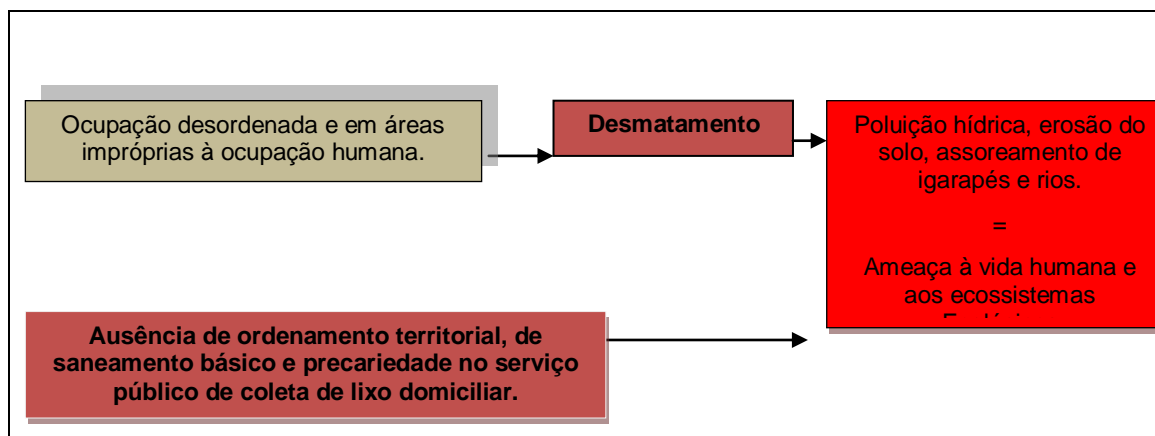 Ocupação desordenada e em áreas
impróprias à ocupação humana.
Desmatamento
Poluição hídrica, erosão do
solo, assoreamento de
igarapés e rios.
=
Ameaça à vida humana e
aos ecossistemas
Ausência de ordenamento territorial, de
saneamento básico e precariedade no serviço
público de coleta de lixo domiciliar.